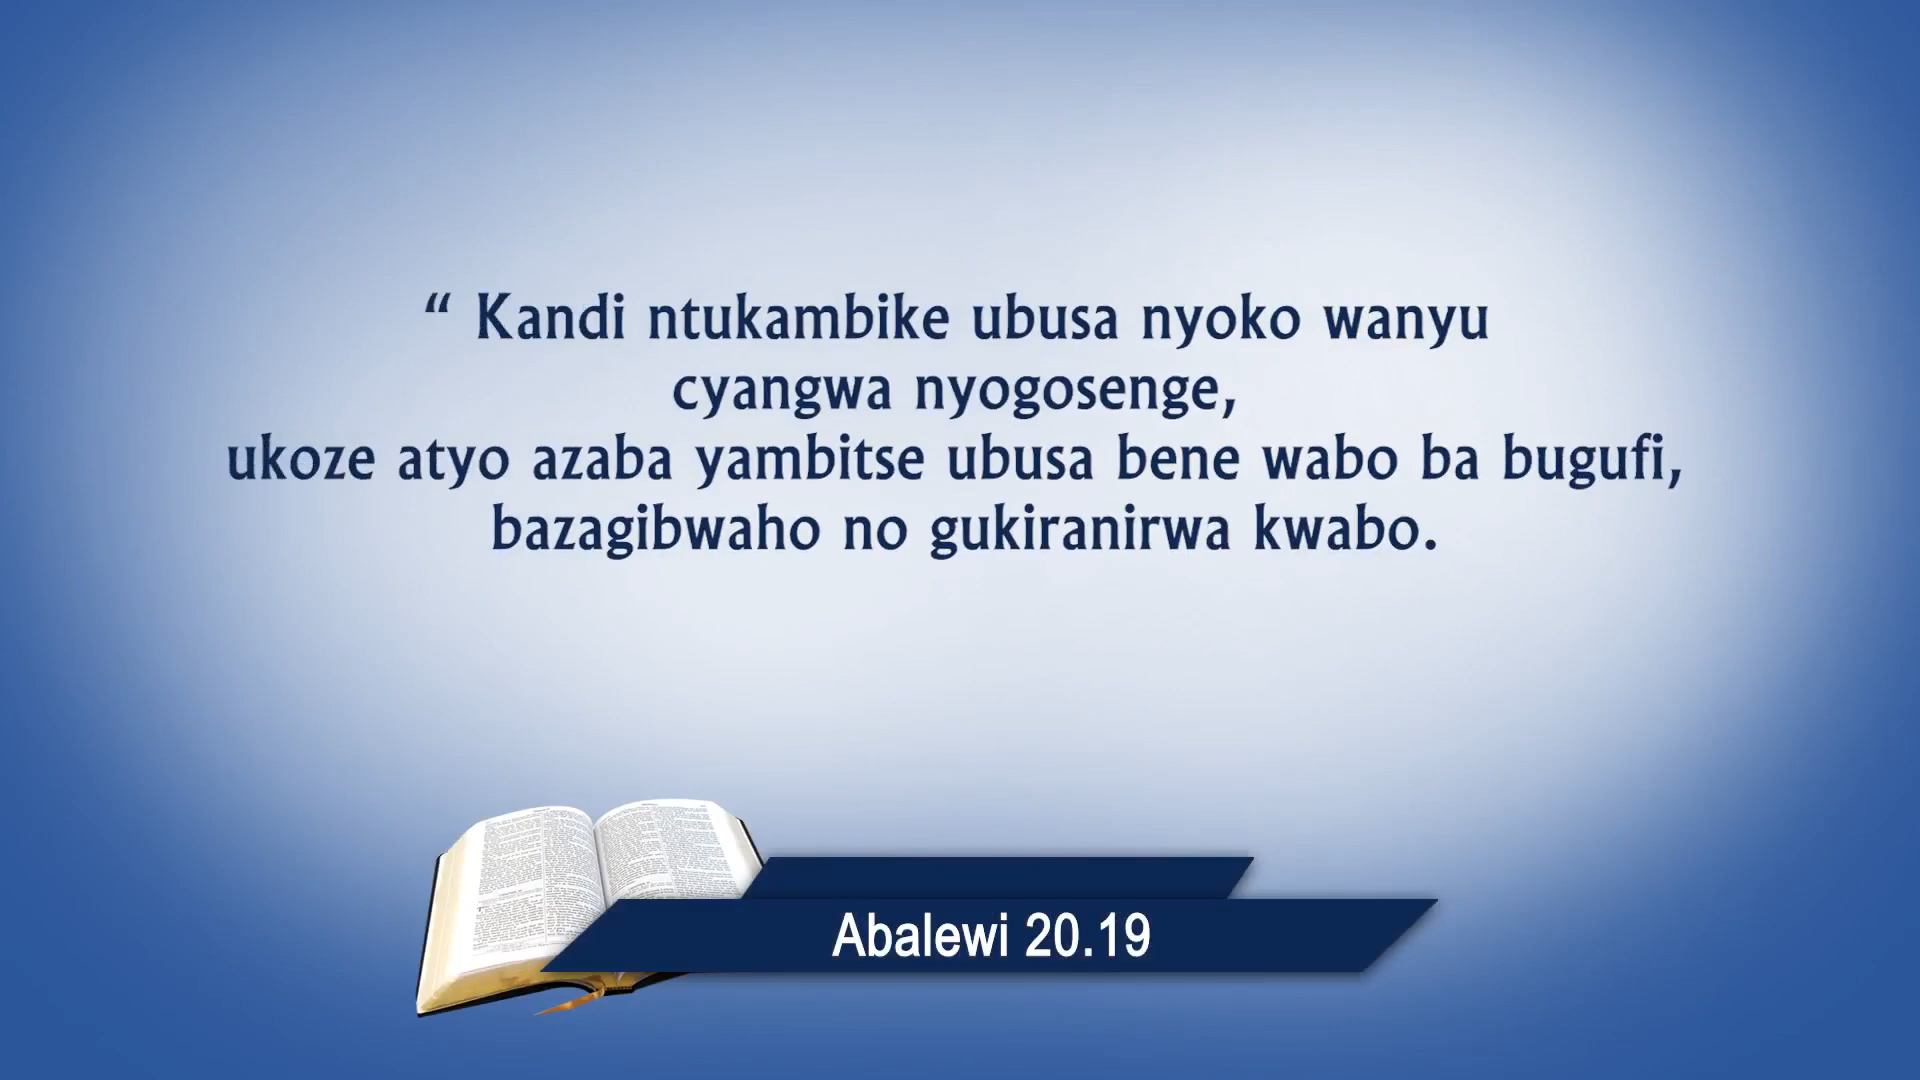 “ Kandi ntukambike ubusa nyoko wanyu
cyangwa nyogosenge,
ukoze atyo azaba yambitse ubusa bene wabo ba bugufi,
bazagibwaho no gukiranirwa kwabo.
Abalewi 20.19